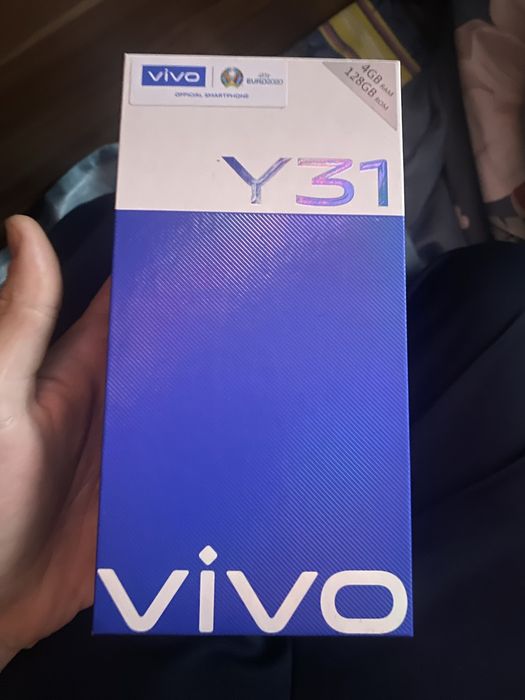 vivo
UEFA
EURO2020
OFFICIAL SMARTPHONE
4GB RAM
128GB ROM
Y31
vivo